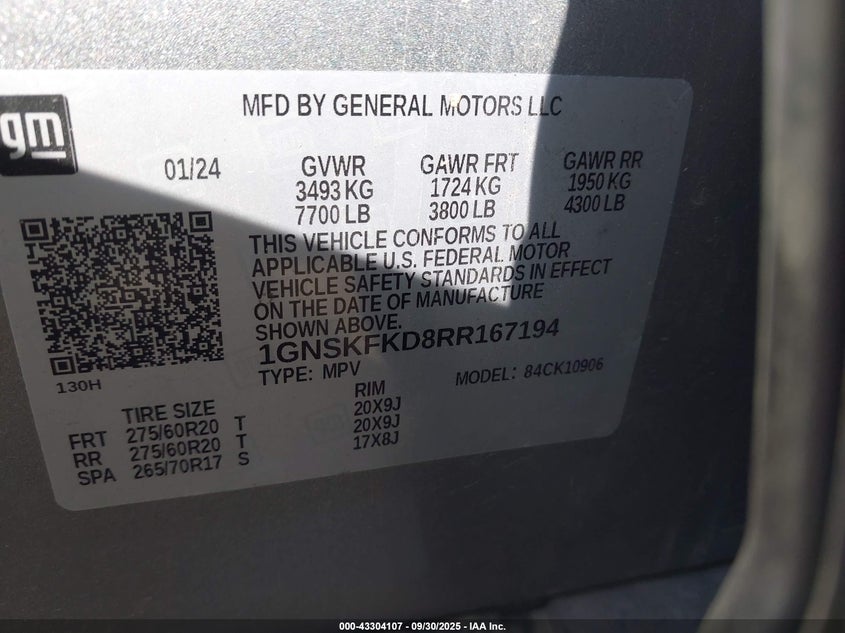 gm
MFD BY GENERAL MOTORS LLC
01/24 GVWR GAWR FRT GAWR RR
3493 KG 1724 KG 1950 KG
7700 LB 3800 LB 4300 LB
THIS VEHICLE CONFORMS TO ALL
APPLICABLE U.S. FEDERAL MOTOR
VEHICLE SAFETY STANDARDS IN EFFECT
ON THE DATE OF MANUFACTURE
SHOWN ABOVE.
1GNSKFKD8RR167194
TYPE: MPV MODEL: 84CK10906
130H
TIRE SIZE RIM
FRT 275/60R20 T 20X9J
RR 275/60R20 T 20X9J
SPA 265/70R17 S 17X8J
000-43304107 - 09/30/2025 - IAA Inc.